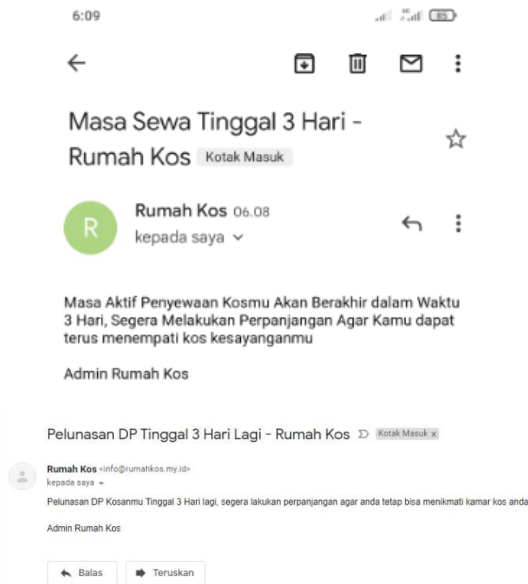 6:09
4G
85
Masa Sewa Tinggal 3 Hari -
Rumah Kos Kotak Masuk
R
Rumah Kos 06.08
kepada saya
Masa Aktif Penyewaan Kosmu Akan Berakhir dalam Waktu
3 Hari, Segera Melakukan Perpanjangan Agar Kamu dapat
terus menempati kos kesayanganmu
Admin Rumah Kos
Pelunasan DP Tinggal 3 Hari Lagi - Rumah Kos Kotak Masuk x
Rumah Kos <info@rumahkos.my.id>
kepada saya
Pelunasan DP Kosanmu Tinggal 3 Hari lagi, segera lakukan perpanjangan agar anda tetap bisa menikmati kamar kos anda
Admin Rumah Kos
Balas Teruskan